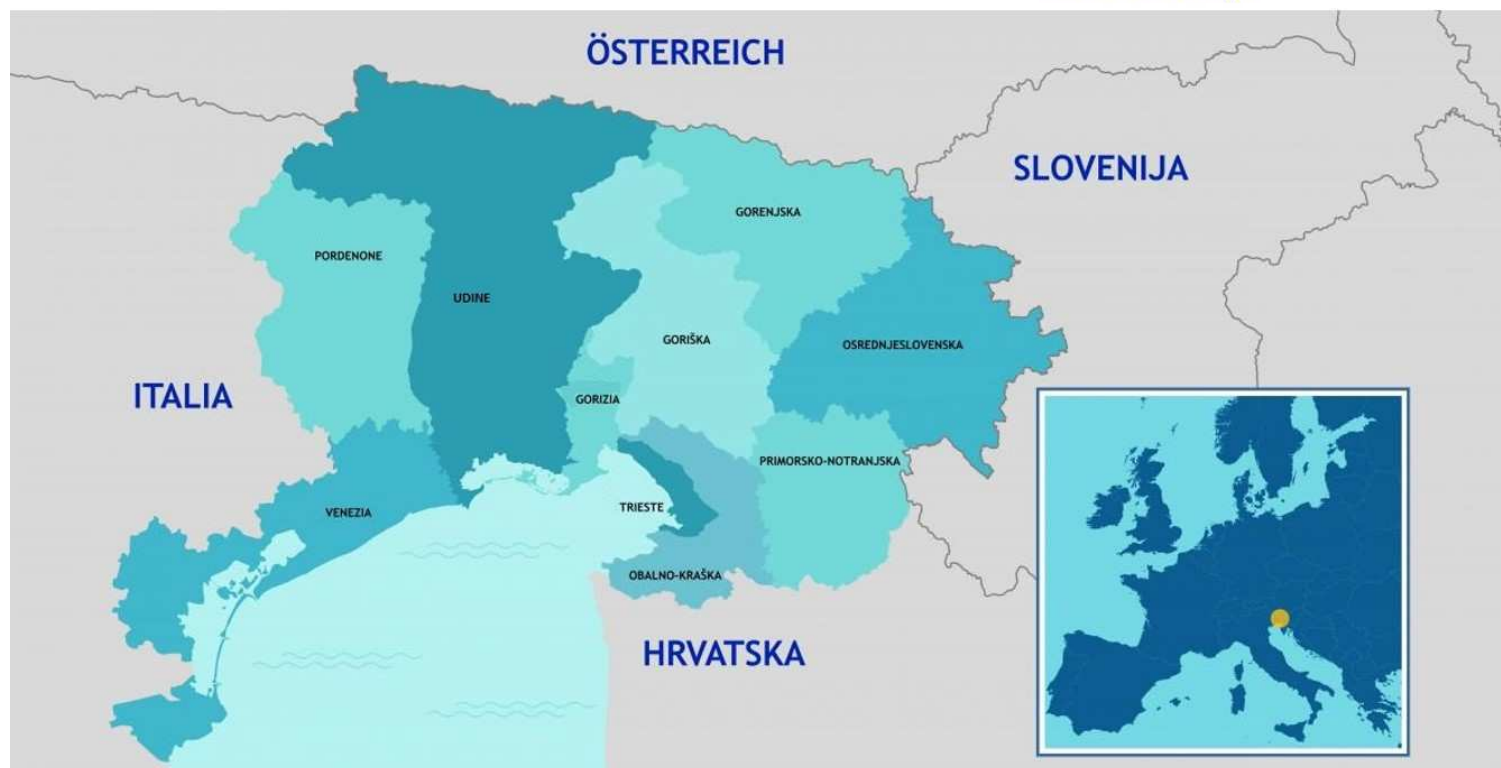 ÖSTERREICH
SLOVENIJA
GORENJSKA
PORDENONE
UDINE
GORIŠKA
OSREDNJESLOVENSKA
ITALIA
GORIZIA
PRIMORSKO-NOTRANJSKA
VENEZIA
TRIESTE
OBALNO-KRAŠKA
HRVATSKA